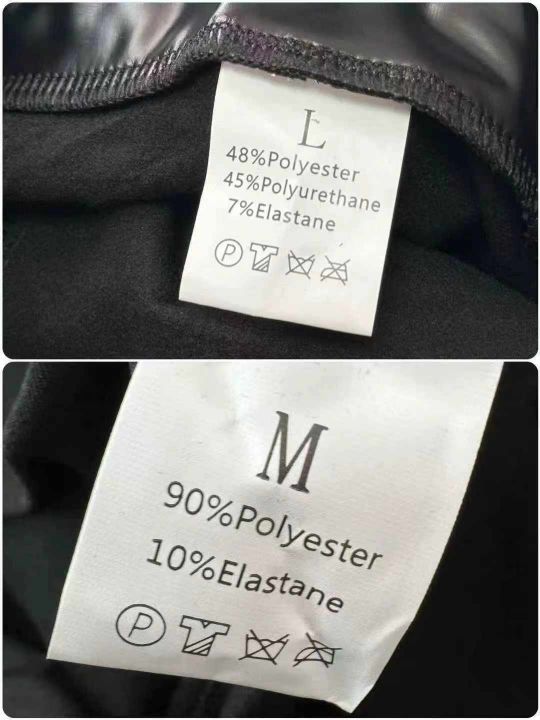 L
48%Polyester
45%Polyurethane
7%Elastane
P
M
90%Polyester
10%Elastane
P